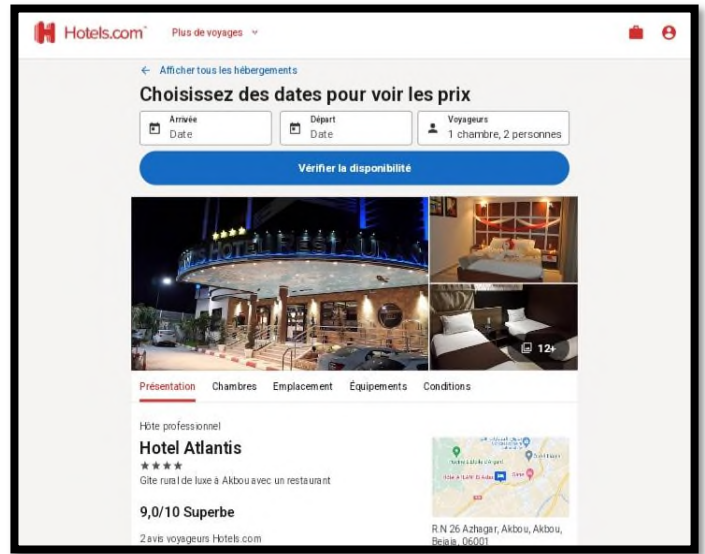 Hotels.com
Plus de voyages
Afficher tous les hébergements
Choisissez des dates pour voir les prix
Arrivée
Date
Départ
Date
Voyageurs
1 chambre, 2 personnes
Vérifier la disponibilité
HOTEL RESTAURAN
12+
Présentation Chambres Emplacement Équipements Conditions
Hôte professionnel
Hotel Atlantis
Gîte rural de luxe à Akbou avec un restaurant
9,0/10 Superbe
2 avis voyageurs Hotels.com
R.N 26 Azhagar, Akbou, Akbou,
Bejaia, 06001